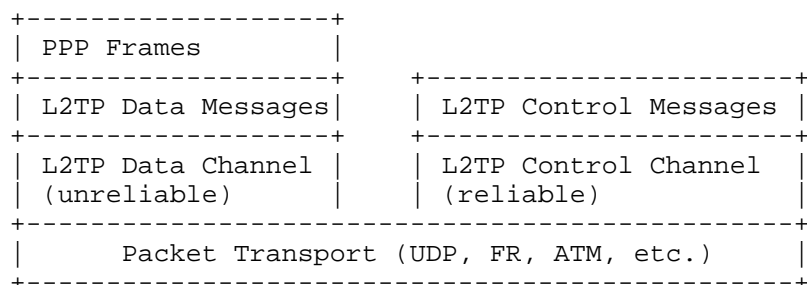 +-------------------+
| PPP Frames        |
+-------------------+    +-----------------------+
| L2TP Data Messages|    | L2TP Control Messages |
+-------------------+    +-----------------------+
| L2TP Data Channel |    | L2TP Control Channel  |
| (unreliable)      |    | (reliable)            |
+------------------------------------------------+
|      Packet Transport (UDP, FR, ATM, etc.)     |
+------------------------------------------------+